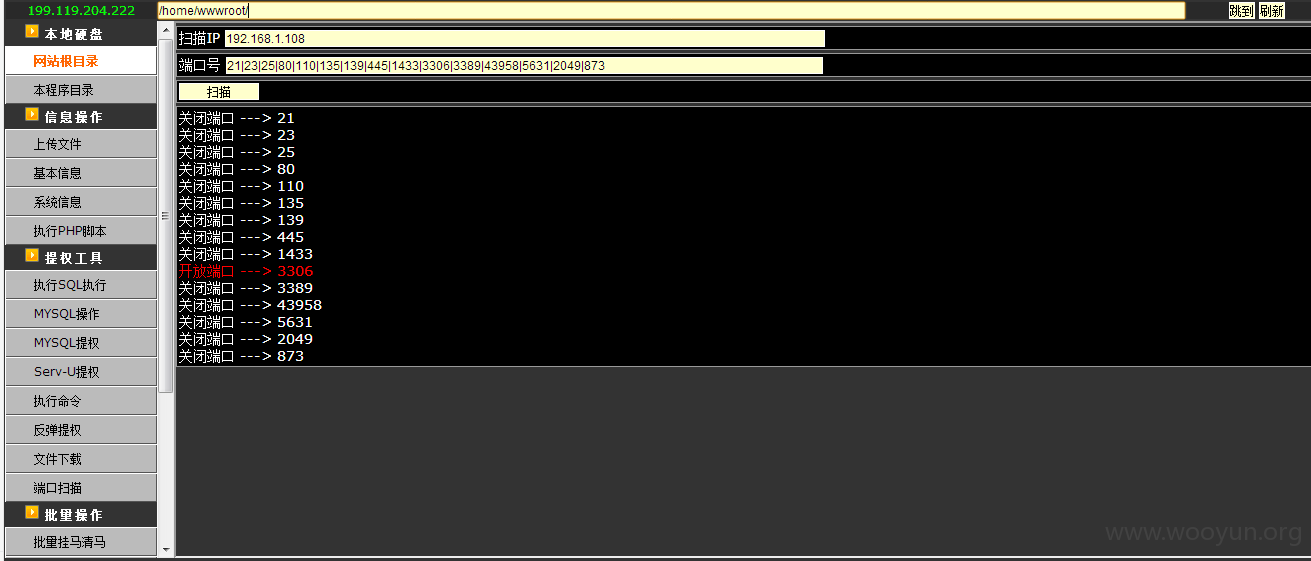 199.119.204.222 /home/wwwroot/ 跳到 刷新
本地硬盘
网站根目录
本程序目录
信息操作
上传文件
基本信息
系统信息
执行PHP脚本
提权工具
执行SQL执行
MYSQL操作
MYSQL提权
Serv-U提权
执行命令
反弹提权
文件下载
端口扫描
批量操作
批量挂马清马
扫描IP 192.168.1.108
端口号 21|23|25|80|110|135|139|445|1433|3306|3389|43958|5631|2049|873
扫描
关闭端口 ---> 21
关闭端口 ---> 23
关闭端口 ---> 25
关闭端口 ---> 80
关闭端口 ---> 110
关闭端口 ---> 135
关闭端口 ---> 139
关闭端口 ---> 445
关闭端口 ---> 1433
开放端口 ---> 3306
关闭端口 ---> 3389
关闭端口 ---> 43958
关闭端口 ---> 5631
关闭端口 ---> 2049
关闭端口 ---> 873
www.wooyun.org